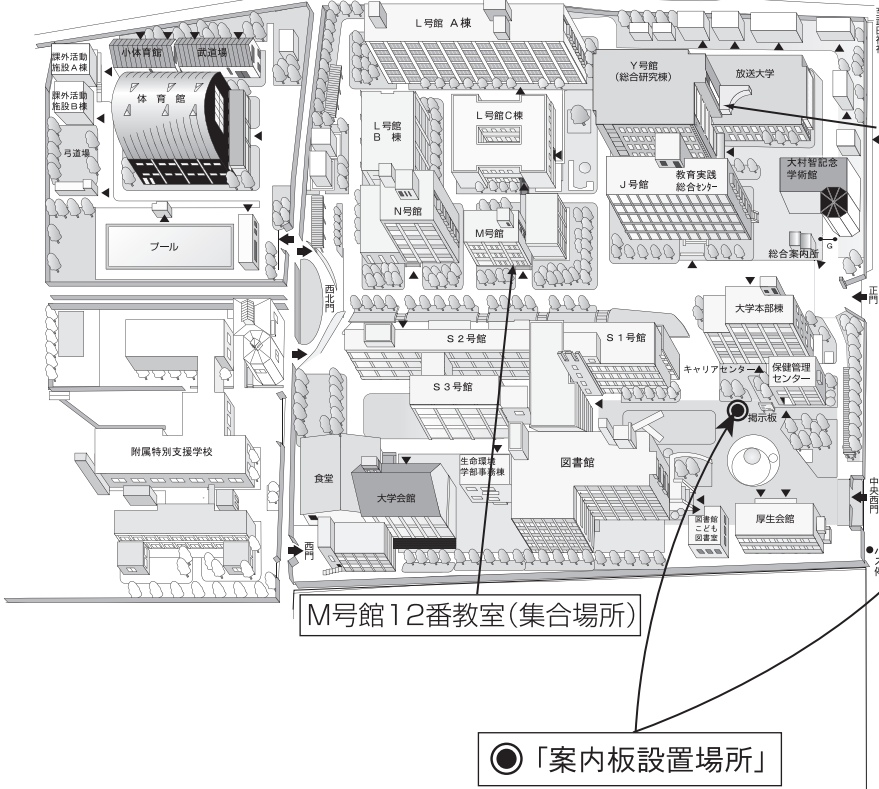 L号館 A棟
小体育館
武道場
課外活動
施設A棟
課外活動
施設B棟
体育館
弓道場
プール
Y号館
(総合研究棟)
放送大学
L号館
B 棟
L号館C棟
大村智記念
学術館
教育実践
総合センター
J号館
N号館
M号館
総合案内所
G
西北門
正門
大学本部棟
S2号館
S1号館
キャリアセンター
保健管理
センター
S3号館
掲示板
附属特別支援学校
食堂
大学会館
生命環境
学部事務棟
図書館
図書館
こども
図書室
厚生会館
中央西門
西門
M号館12番教室(集合場所)
「案内板設置場所」